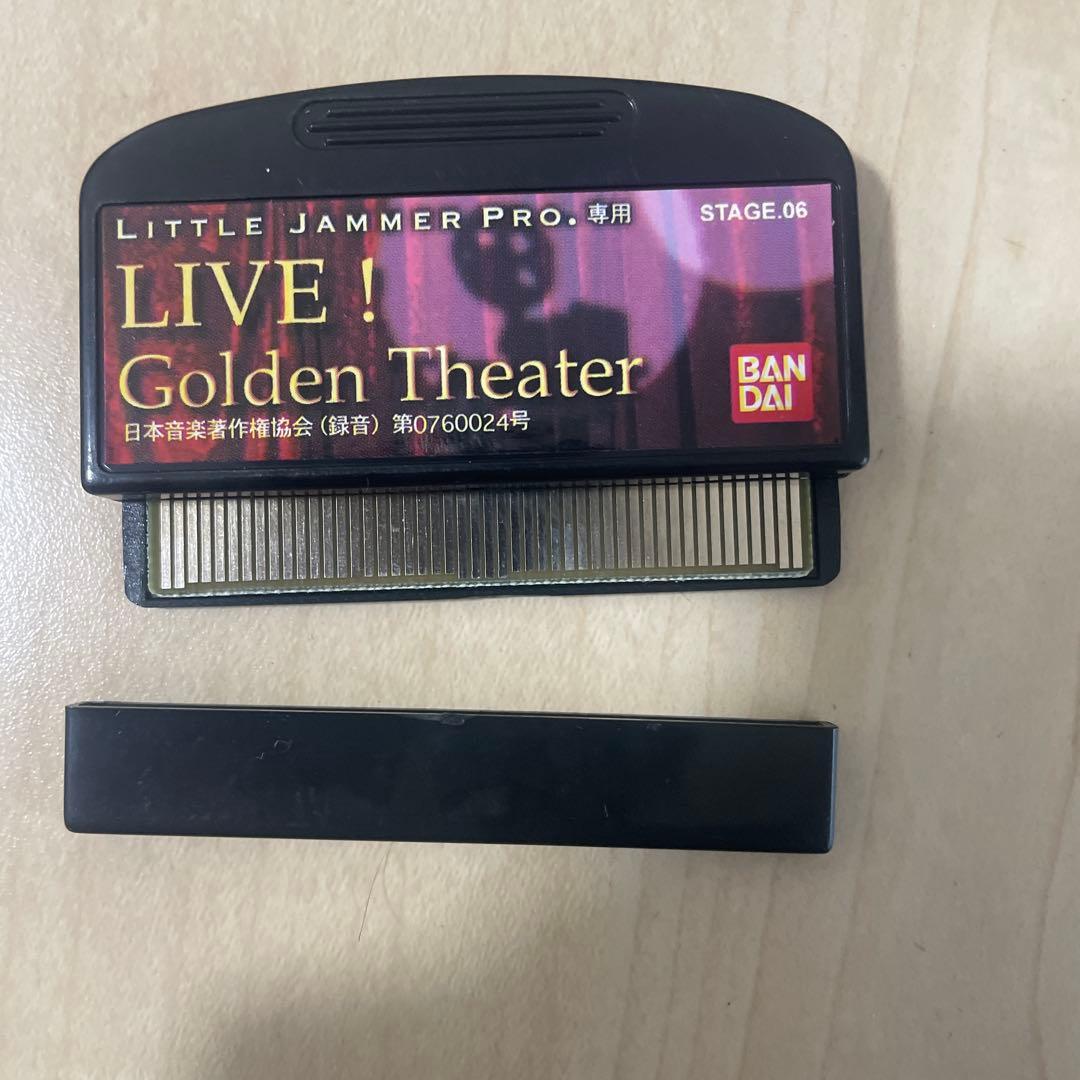 LITTLE JAMMER PRO. 専用
STAGE.06
LIVE !
Golden Theater
BAN
DAI
日本音楽著作権協会(録音) 第0760024号